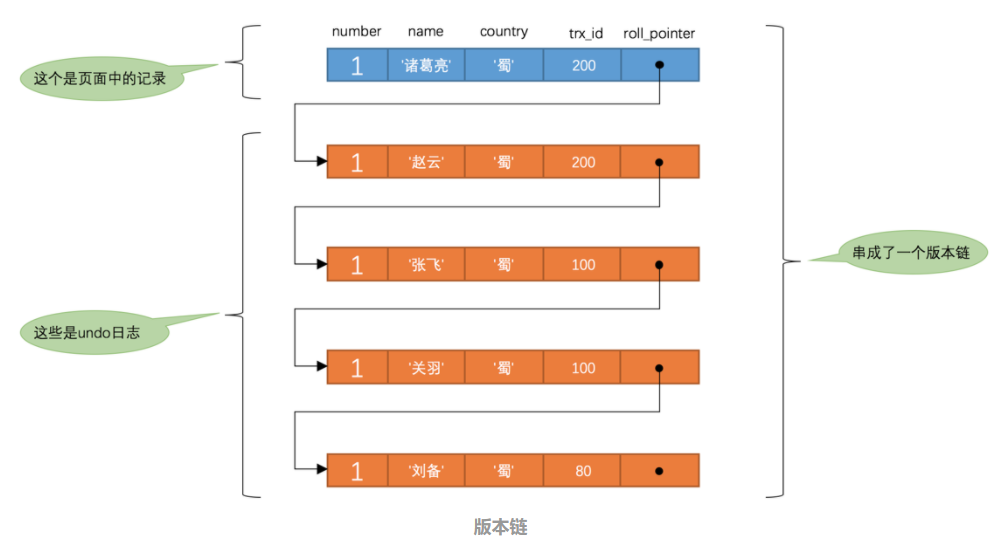 number name country trx_id roll_pointer
这个是页面中的记录
1 '诸葛亮' '蜀' 200
1 '赵云' '蜀' 200
1 '张飞' '蜀' 100
串成了一个版本链
这些是undo日志
1 '关羽' '蜀' 100
1 '刘备' '蜀' 80
版本链